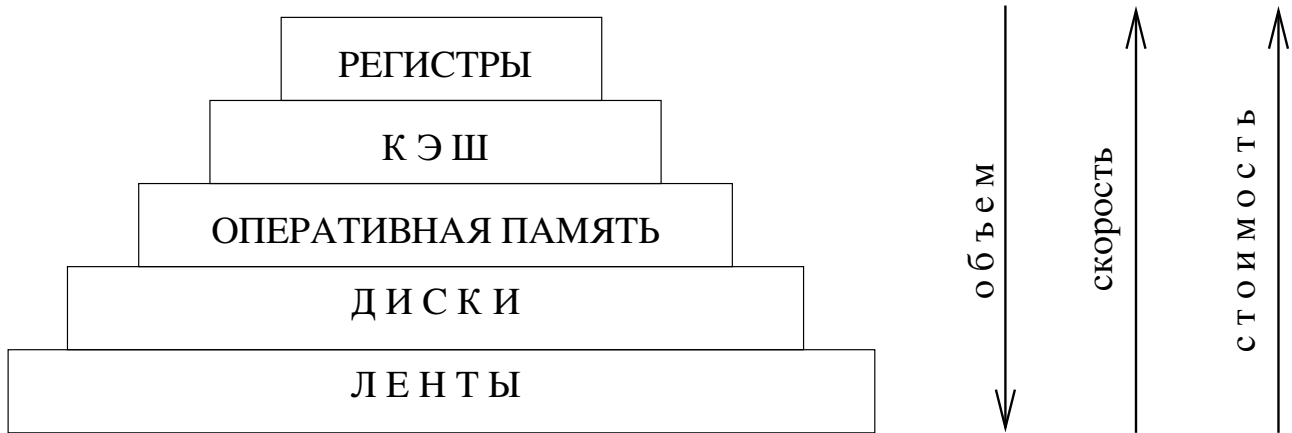 РЕГИСТРЫ
К Э Ш
ОПЕРАТИВНАЯ ПАМЯТЬ
Д И С К И
Л Е Н Т Ы
о б ъ е м
скорость
с т о и м о с т ь